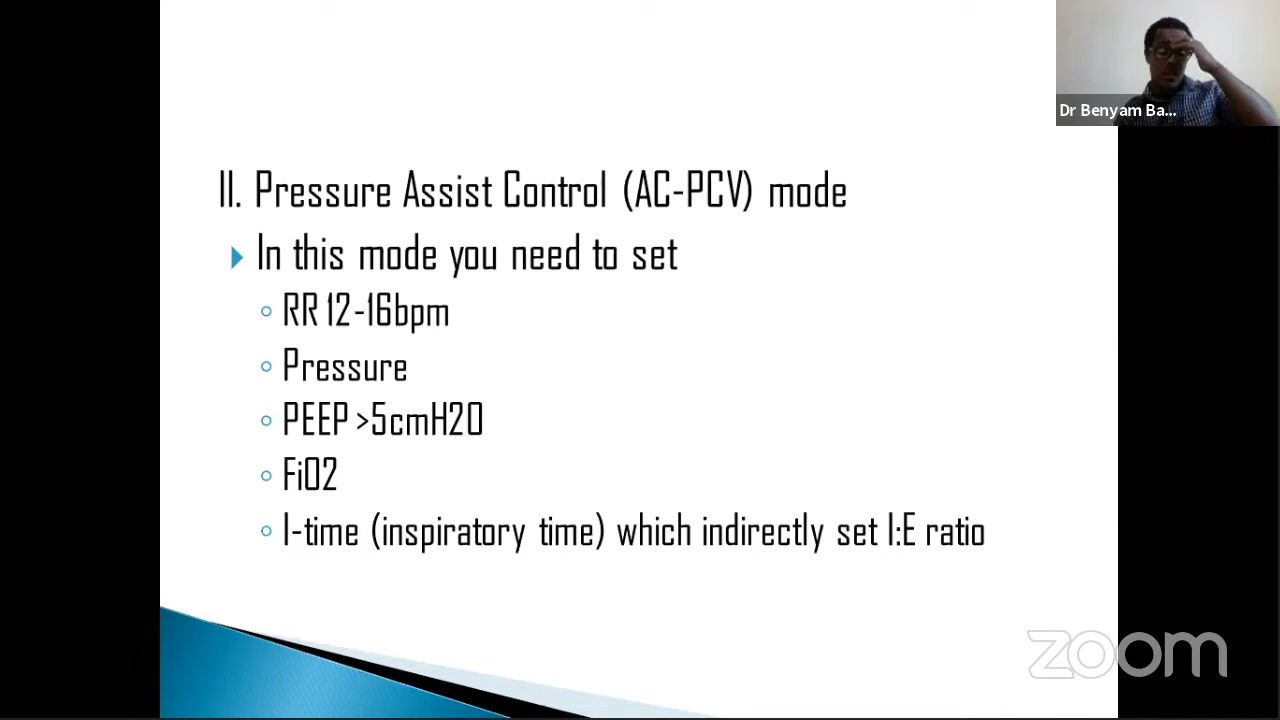 Dr Benyam Ba...
II. Pressure Assist Control (AC-PCV) mode
In this mode you need to set
RR 12-16bpm
Pressure
PEEP >5cmH2O
FiO2
I-time (inspiratory time) which indirectly set I:E ratio
zoom